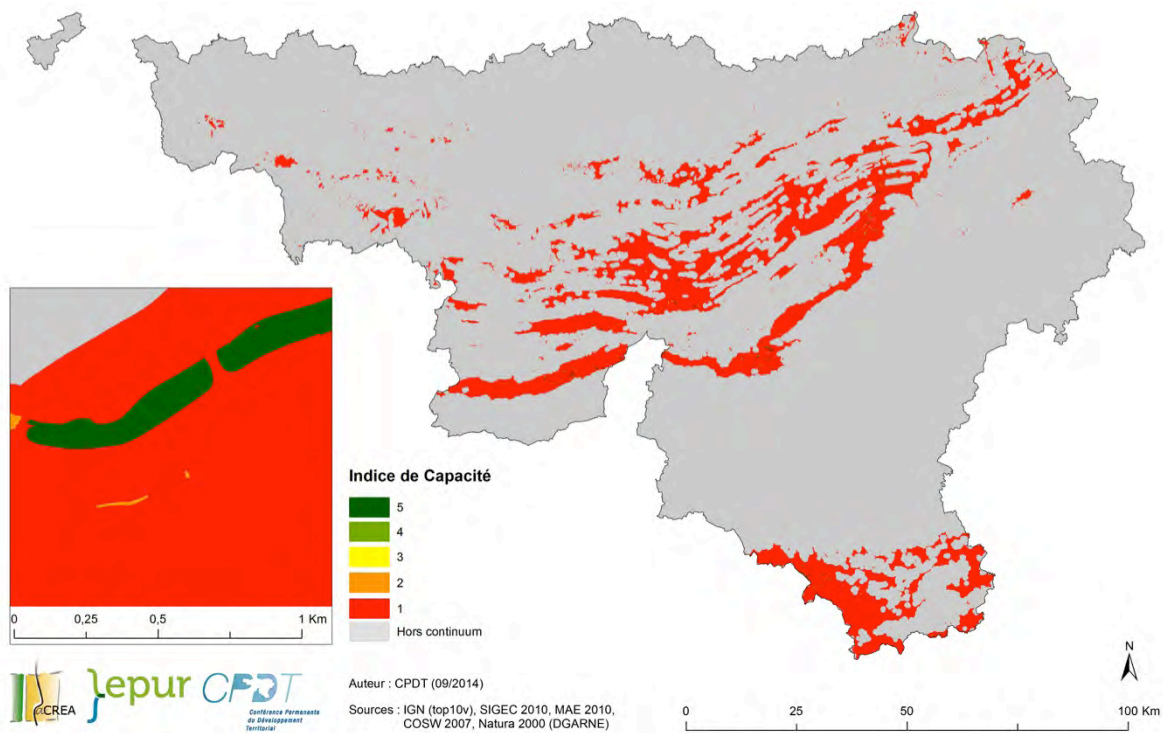 Indice de Capacité
5
4
3
2
1
Hors continuum
0 0,25 0,5 1 Km
aCREA
lepur
CPDT
Conférence Permanente
du Développement
Territorial
Auteur : CPDT (09/2014)
Sources : IGN (top10v), SIGEC 2010, MAE 2010,
COSW 2007, Natura 2000 (DGARNE)
N
0 25 50 75 100 Km